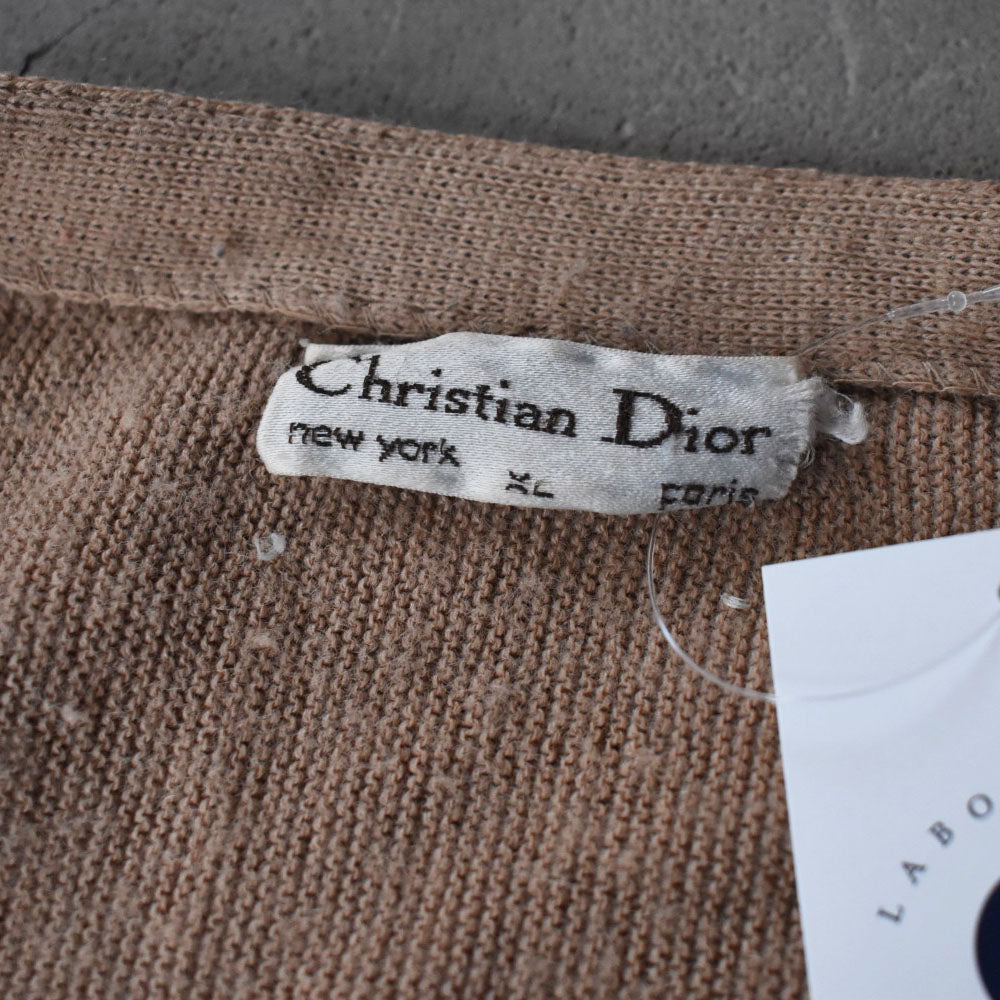 Christian Dior
new york XL paris
LABO